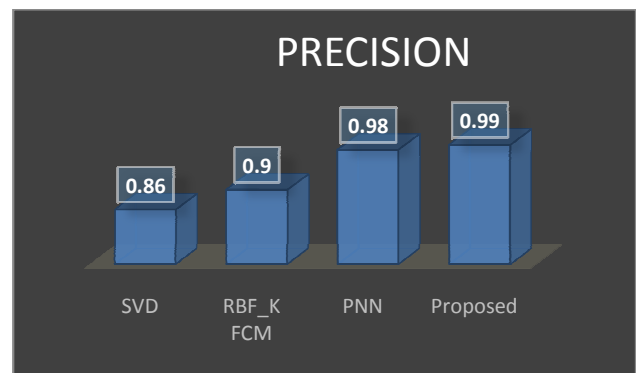 PRECISION
0.86
0.9
0.98
0.99
SVD
RBF_K
FCM
PNN
Proposed